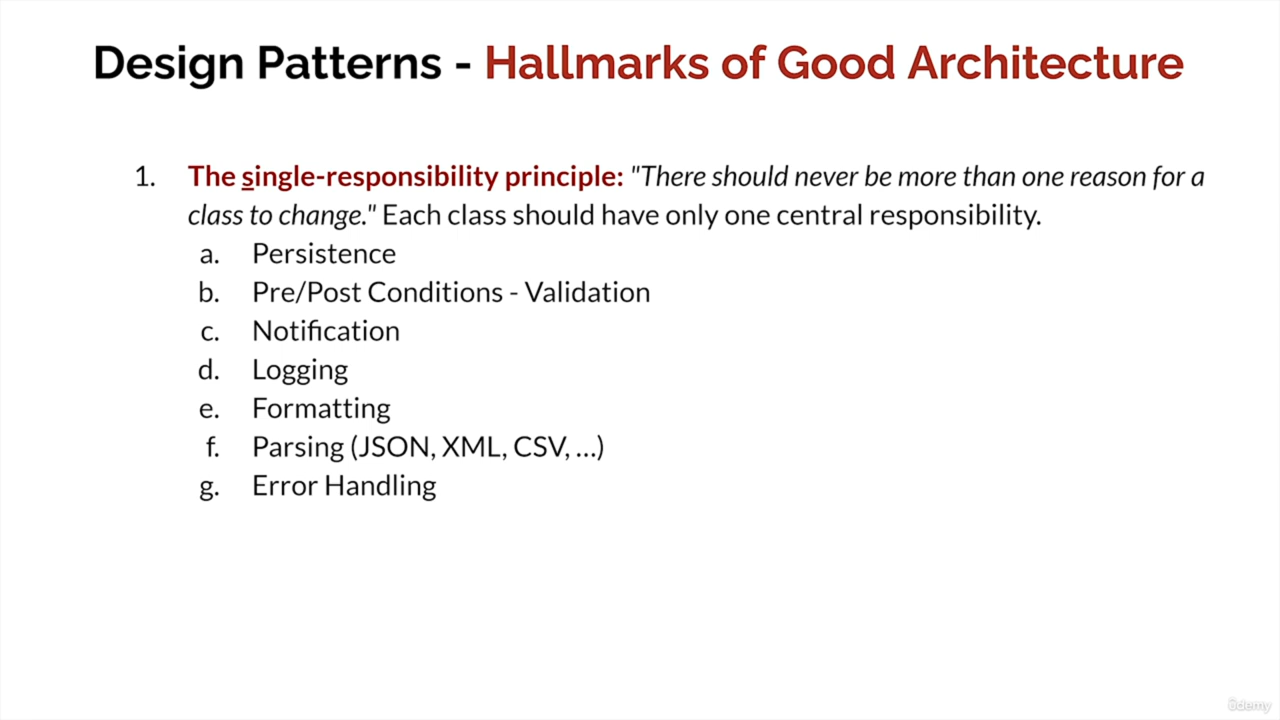 Design Patterns - Hallmarks of Good Architecture
1. The single-responsibility principle: "There should never be more than one reason for a
class to change." Each class should have only one central responsibility.
a. Persistence
b. Pre/Post Conditions - Validation
c. Notification
d. Logging
e. Formatting
f. Parsing (JSON, XML, CSV, ...)
g. Error Handling
ûdemy